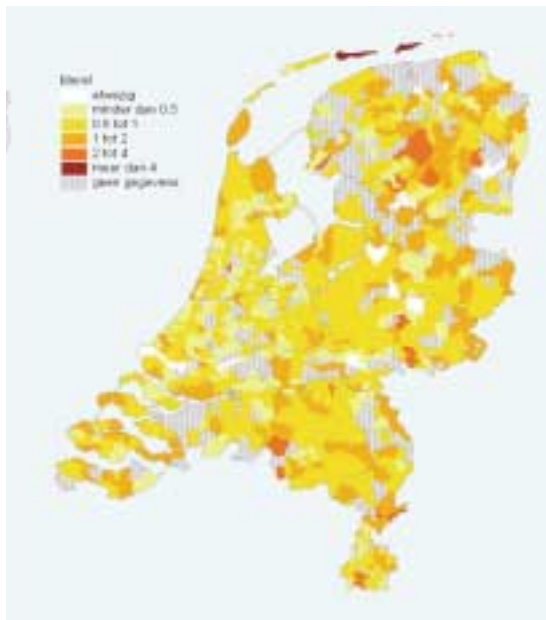 afwezig
minder dan 0.5
0.5 tot 1
1 tot 2
2 tot 4
meer dan 4
geen gegevens